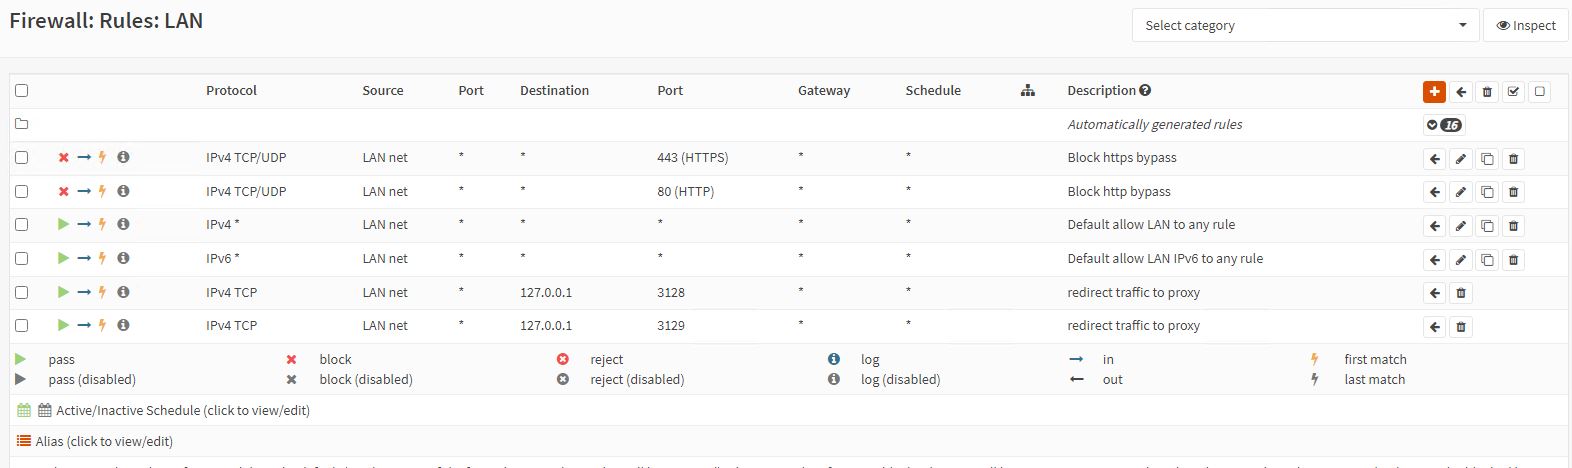 Firewall: Rules: LAN
Select category
Inspect
Protocol Source Port Destination Port Gateway Schedule Description
Automatically generated rules 16
IPv4 TCP/UDP LAN net * * 443 (HTTPS) * * Block https bypass
IPv4 TCP/UDP LAN net * * 80 (HTTP) * * Block http bypass
IPv4 * LAN net * * * * * Default allow LAN to any rule
IPv6 * LAN net * * * * * Default allow LAN IPv6 to any rule
IPv4 TCP LAN net * 127.0.0.1 3128 * * redirect traffic to proxy
IPv4 TCP LAN net * 127.0.0.1 3129 * * redirect traffic to proxy
pass block reject log in first match
pass (disabled) block (disabled) reject (disabled) log (disabled) out last match
Active/Inactive Schedule (click to view/edit)
Alias (click to view/edit)